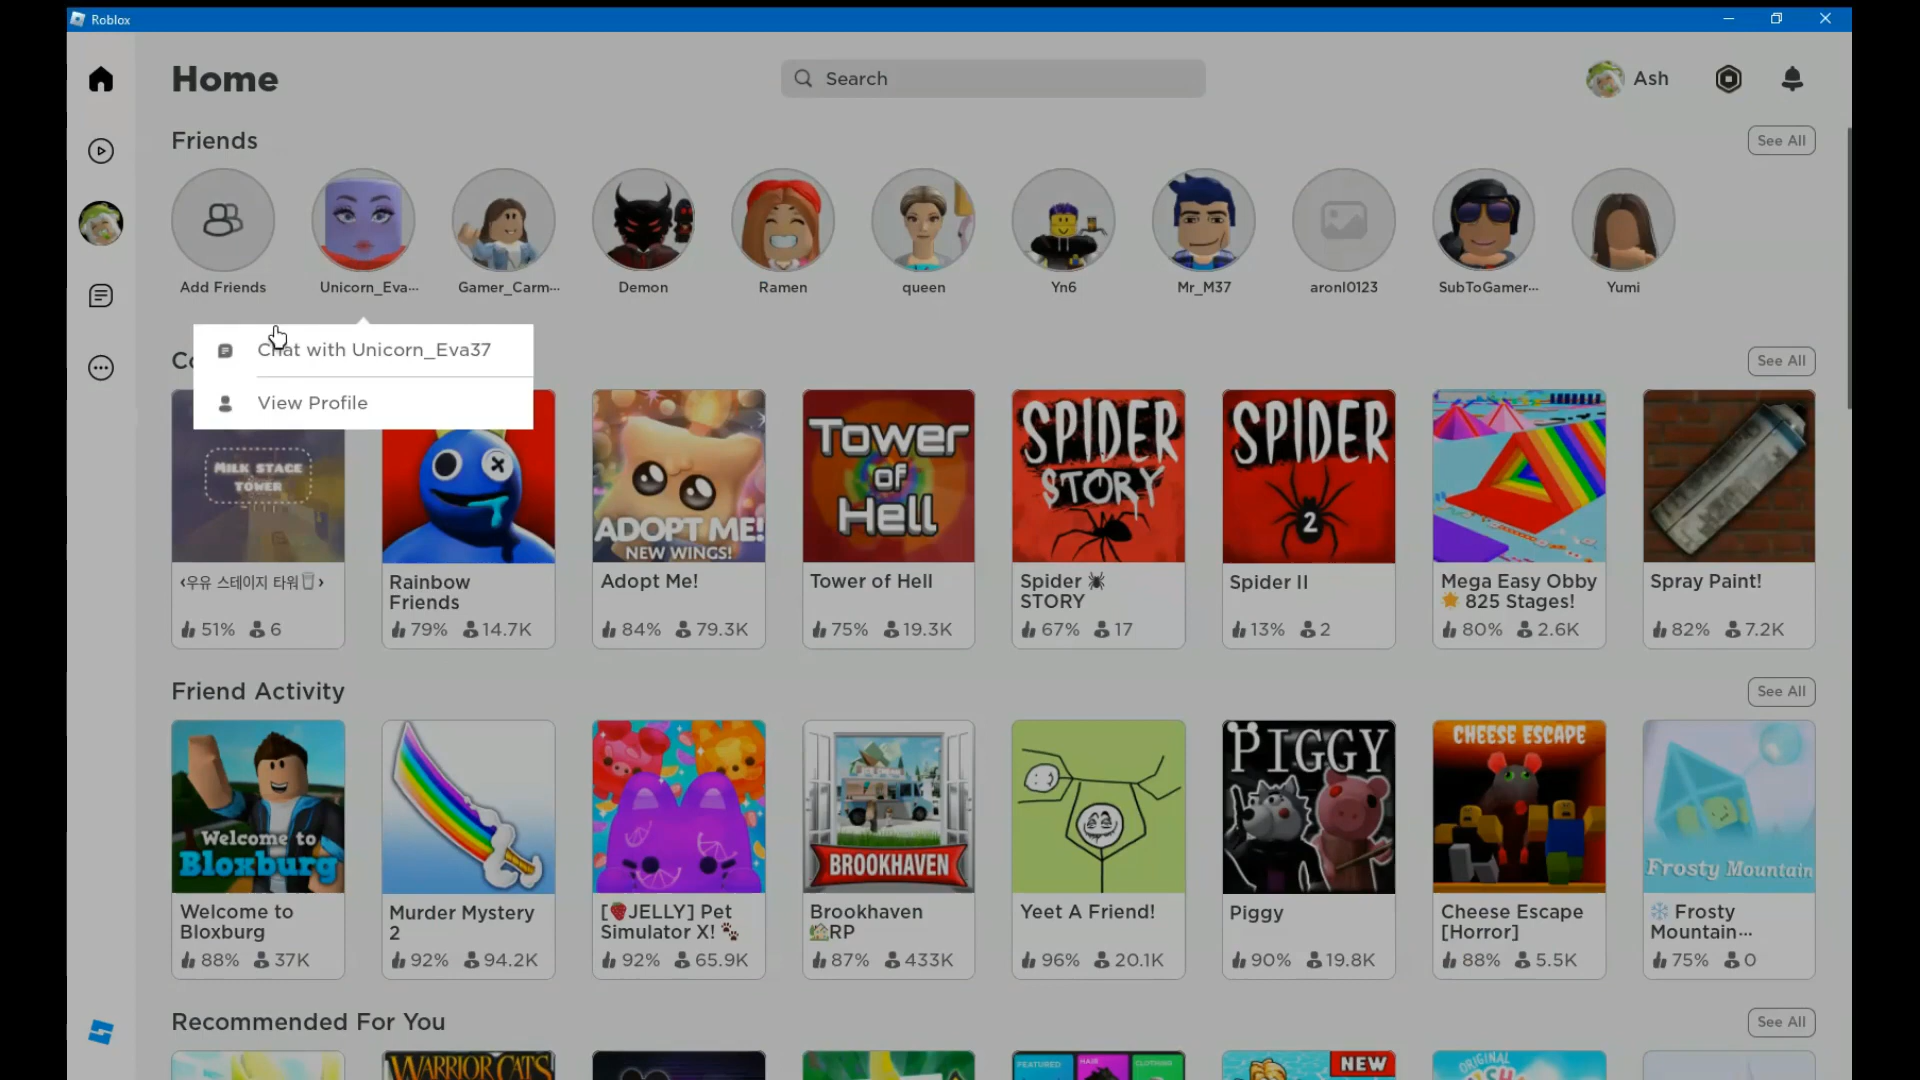 Roblox
Home
Search
Ash
Friends
See All
Add Friends
Unicorn_Eva...
Gamer_Carm...
Demon
Ramen
queen
Yn6
Mr_M37
aronl0123
SubToGamer...
Yumi
Chat with Unicorn_Eva37
View Profile
See All
MILK STAGE
TOWER
ADOPT ME!
NEW WINGS!
Tower
of
Hell
SPIDER
STORY
SPIDER
2
‹우유 스테이지 타워🥛›
Rainbow
Friends
Adopt Me!
Tower of Hell
Spider 🕷
STORY
Spider II
Mega Easy Obby
🌟 825 Stages!
Spray Paint!
51% 6
79% 14.7K
84% 79.3K
75% 19.3K
67% 17
13% 2
80% 2.6K
82% 7.2K
Friend Activity
See All
Welcome to
Bloxburg
BROOKHAVEN
PIGGY
CHEESE ESCAPE
Frosty Mountain
Welcome to
Bloxburg
Murder Mystery
2
[🍓JELLY] Pet
Simulator X! 🐾
Brookhaven
🏡RP
Yeet A Friend!
Piggy
Cheese Escape
[Horror]
❄️ Frosty
Mountain...
88% 37K
92% 94.2K
92% 65.9K
87% 433K
96% 20.1K
90% 19.8K
88% 5.5K
75% 0
Recommended For You
See All
WARRIOR CATS
FEATURED
HAIR
CLOTHING
NEW
ORIGINAL